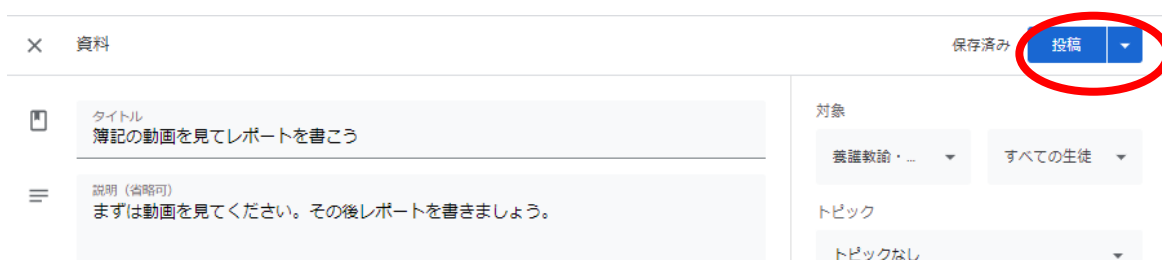 資料
保存済み
投稿
タイトル
簿記の動画を見てレポートを書こう
説明（省略可）
まずは動画を見てください。その後レポートを書きましょう。
対象
養護教諭・...
すべての生徒
トピック
トピックなし